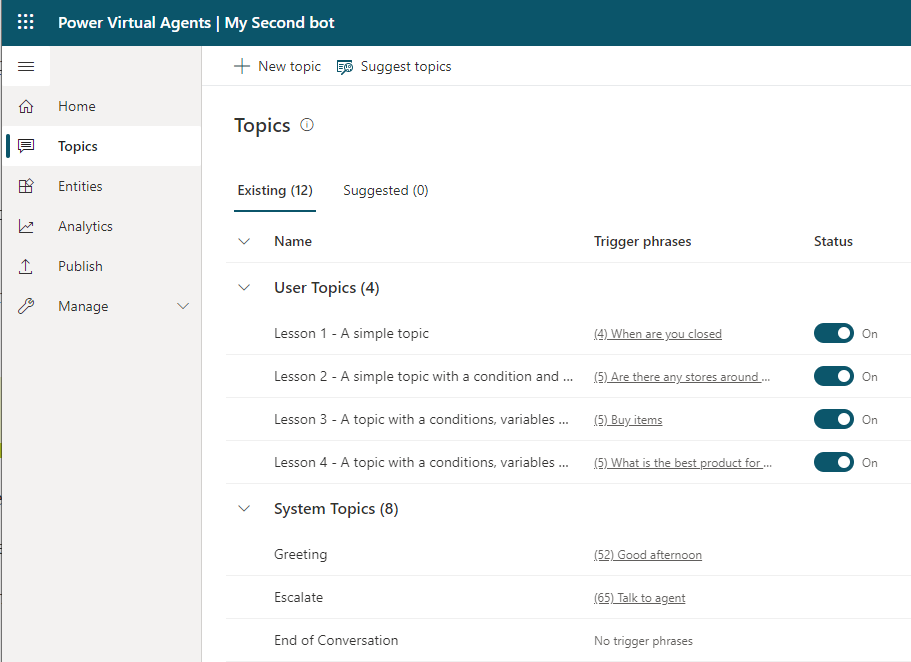 Power Virtual Agents | My Second bot
New topic
Suggest topics
Home
Topics
Entities
Analytics
Publish
Manage
Topics
Existing (12)
Suggested (0)
Name
Trigger phrases
Status
User Topics (4)
Lesson 1 - A simple topic
(4) When are you closed
On
Lesson 2 - A simple topic with a condition and ...
(5) Are there any stores around ...
On
Lesson 3 - A topic with a conditions, variables ...
(5) Buy items
On
Lesson 4 - A topic with a conditions, variables ...
(5) What is the best product for ...
On
System Topics (8)
Greeting
(52) Good afternoon
Escalate
(65) Talk to agent
End of Conversation
No trigger phrases